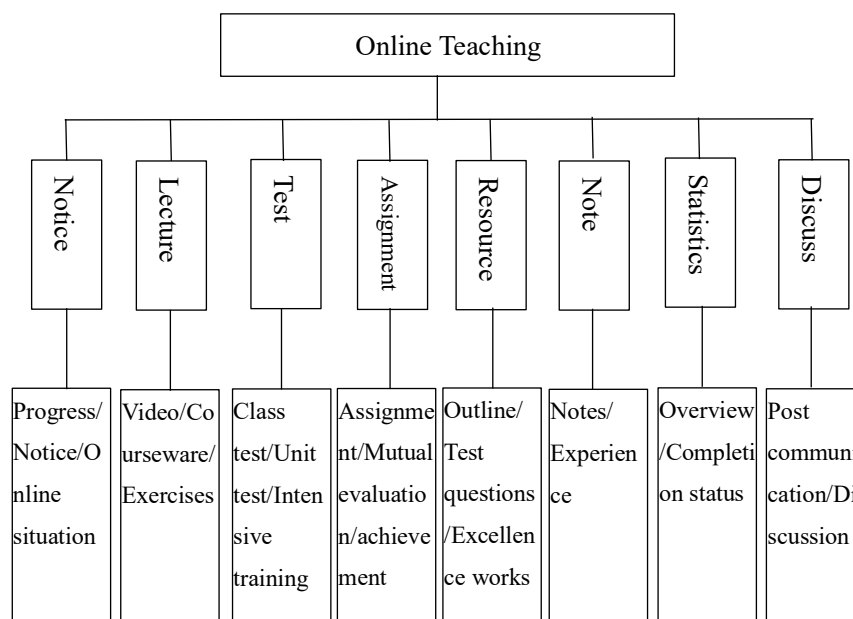 Online Teaching
Notice
Lecture
Test
Assignment
Resource
Note
Statistics
Discuss
Progress/
Notice/O
nline
situation
Video/Co
urseware/
Exercises
Class
test/Unit
test/Inten
sive
training
Assignme
nt/Mutual
evaluatio
n/achieve
ment
Outline/
Test
questions
/Excellen
ce works
Notes/
Experien
ce
Overview
/Completi
on status
Post
communi
cation/Di
scussion